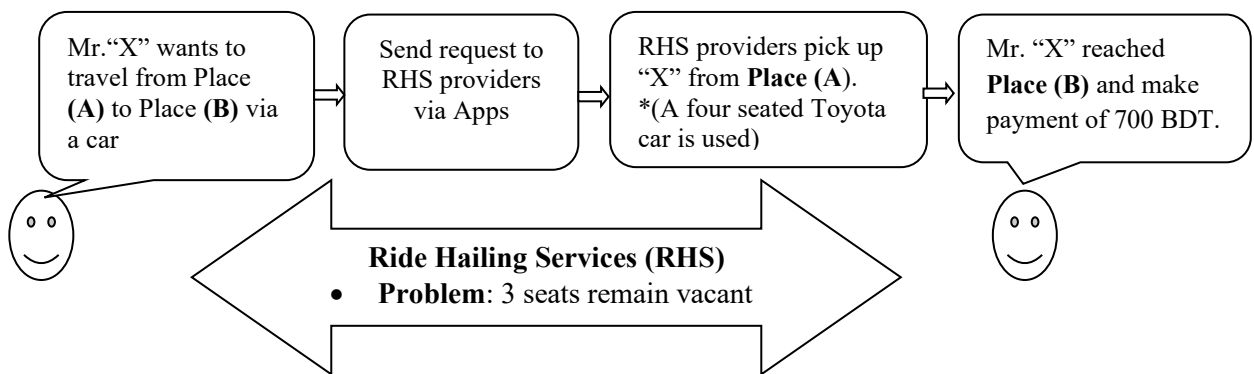 Mr.“X” wants to
travel from Place
(A) to Place (B) via
a car
Send request to
RHS providers
via Apps
RHS providers pick up
“X” from Place (A).
*(A four seated Toyota
car is used)
Mr. “X” reached
Place (B) and make
payment of 700 BDT.
Ride Hailing Services (RHS)
• Problem: 3 seats remain vacant